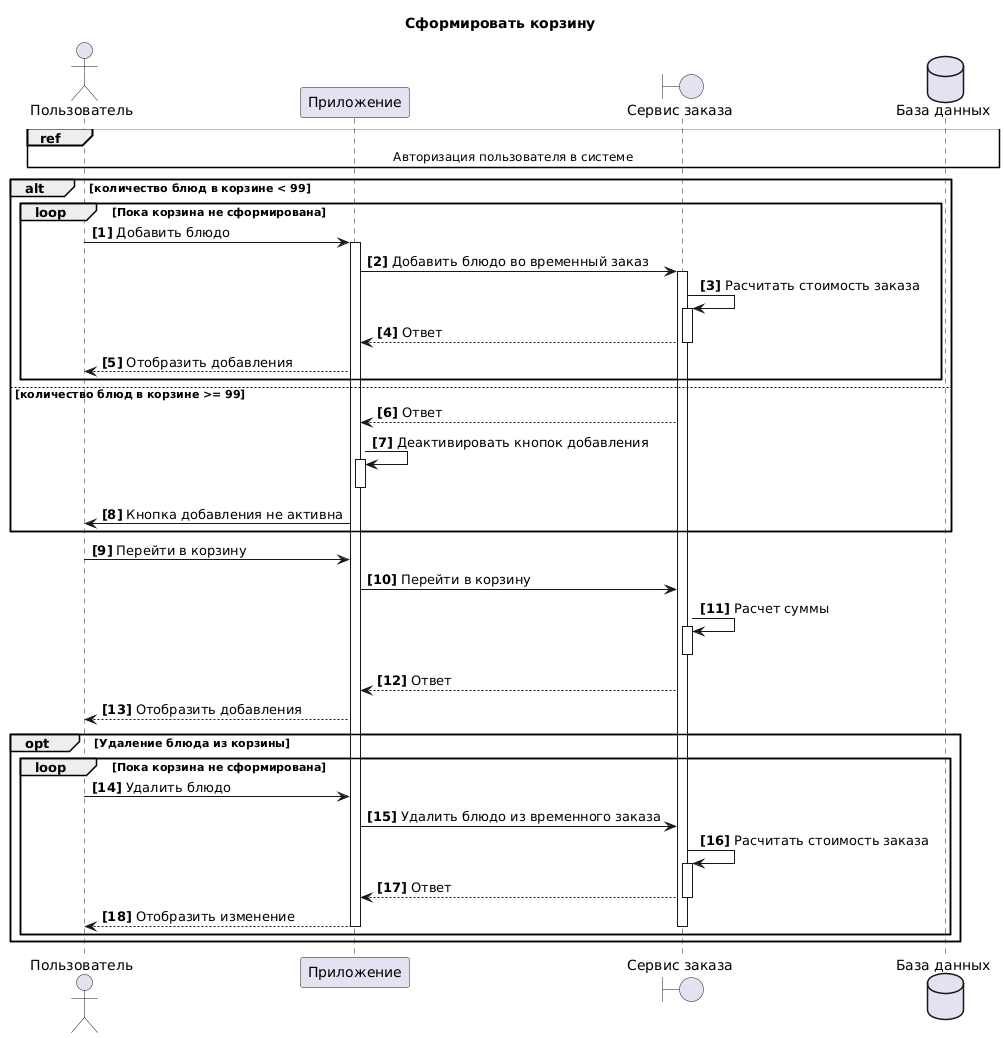 Сформировать корзину
Пользователь
Приложение
Сервис заказа
База данных
ref
Авторизация пользователя в системе
alt [количество блюд в корзине < 99]
loop [Пока корзина не сформирована]
[1] Добавить блюдо
[2] Добавить блюдо во временный заказ
[3] Расчитать стоимость заказа
[4] Ответ
[5] Отобразить добавления
[количество блюд в корзине >= 99]
[6] Ответ
[7] Деактивировать кнопок добавления
[8] Кнопка добавления не активна
[9] Перейти в корзину
[10] Перейти в корзину
[11] Расчет суммы
[12] Ответ
[13] Отобразить добавления
opt [Удаление блюда из корзины]
loop [Пока корзина не сформирована]
[14] Удалить блюдо
[15] Удалить блюдо из временного заказа
[16] Расчитать стоимость заказа
[17] Ответ
[18] Отобразить изменение
Пользователь
Приложение
Сервис заказа
База данных